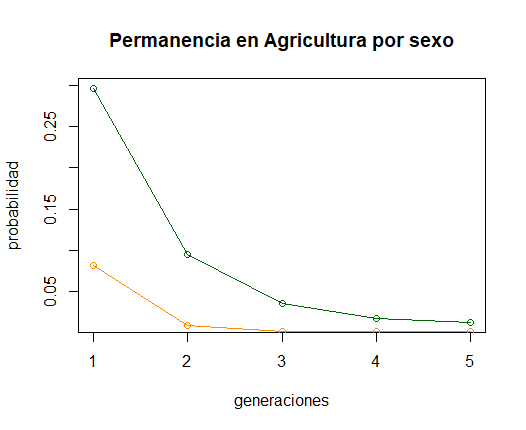 Permanencia en Agricultura por sexo
probabilidad
0.25
0.15
0.05
1 2 3 4 5
generaciones